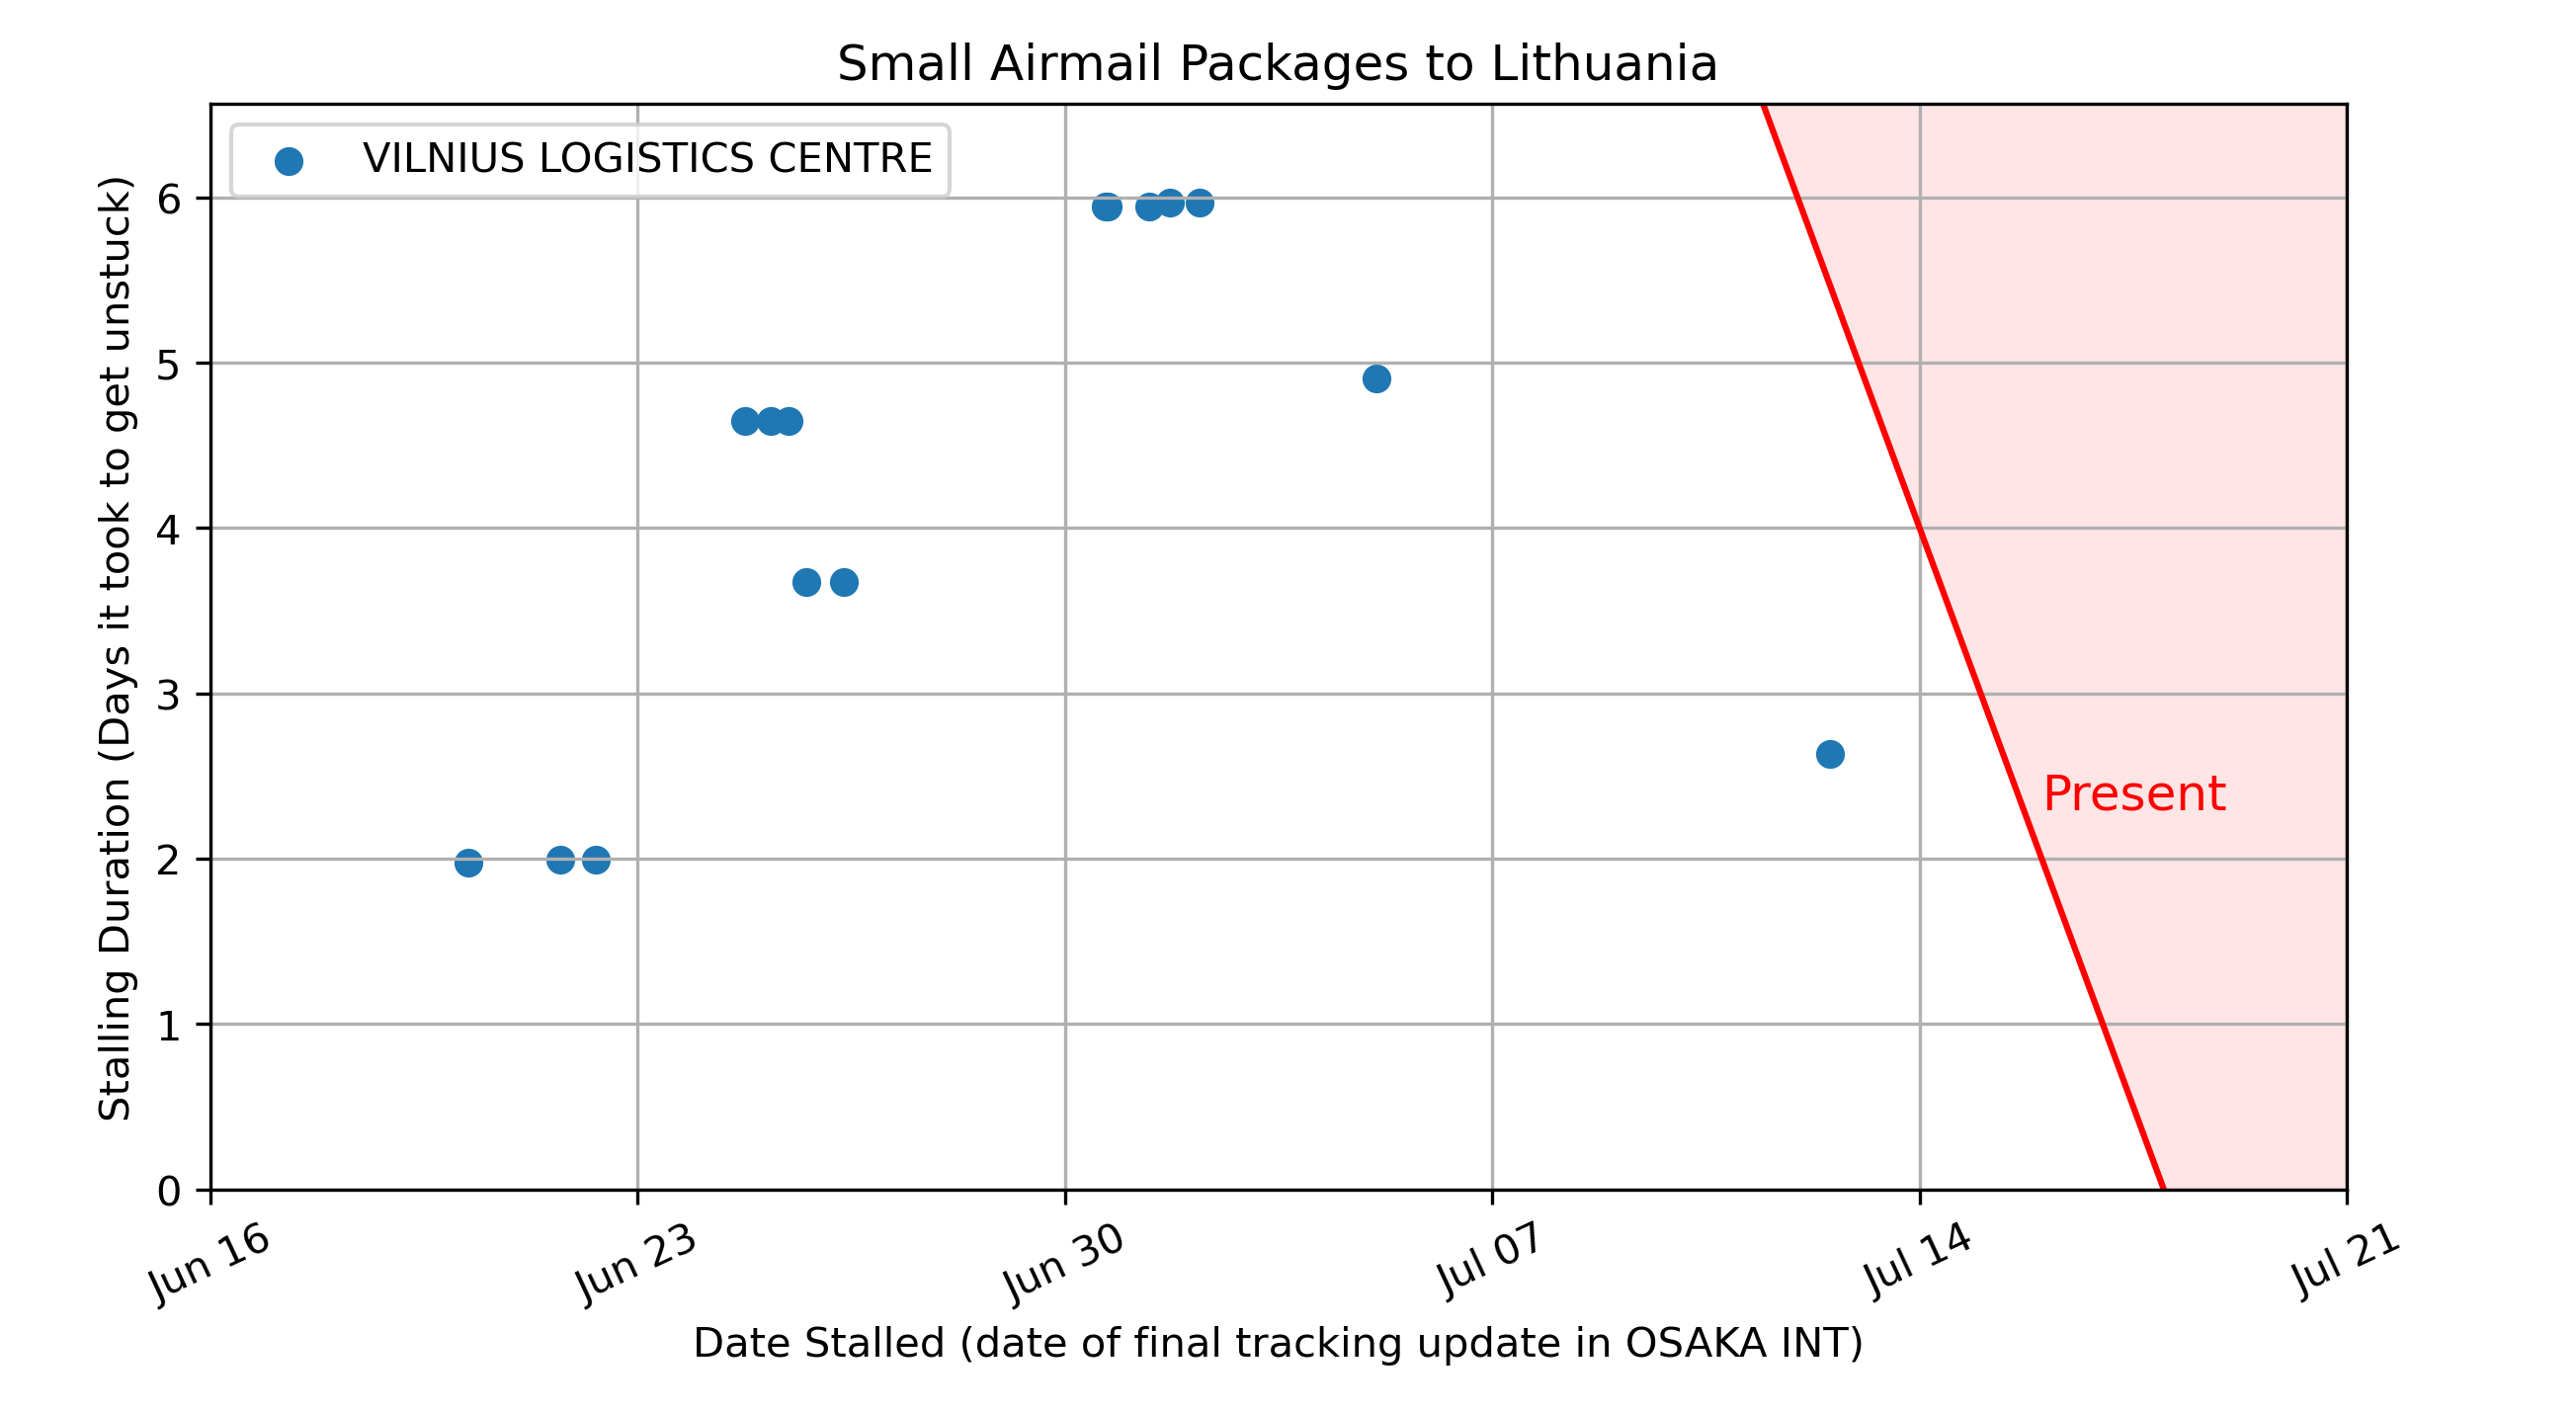 Small Airmail Packages to Lithuania
VILNIUS LOGISTICS CENTRE
Stalling Duration (Days it took to get unstuck)
6
5
4
3
2
1
0
Present
Jun 16
Jun 23
Jun 30
Jul 07
Jul 14
Jul 21
Date Stalled (date of final tracking update in OSAKA INT)